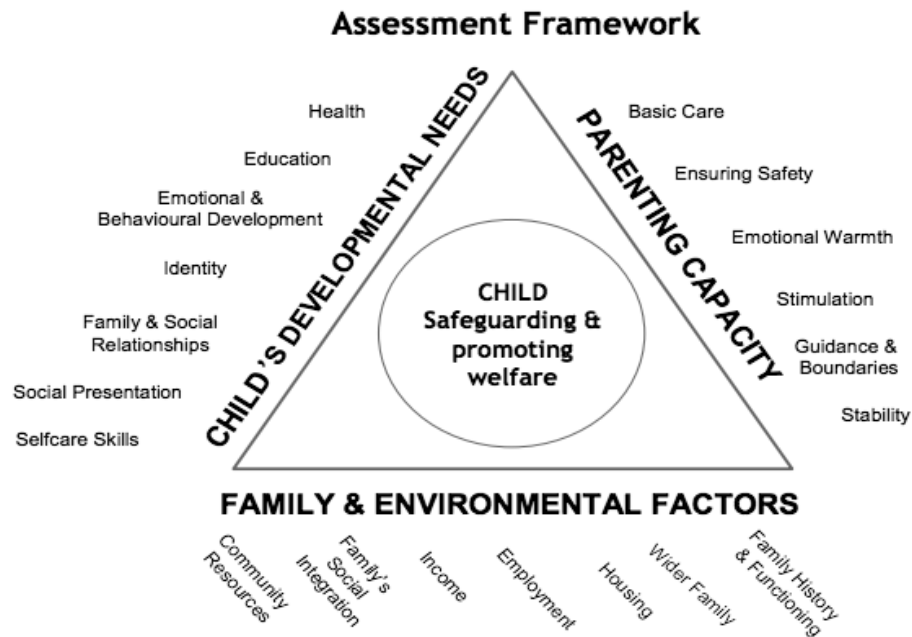 Assessment Framework
CHILD'S DEVELOPMENTAL NEEDS
Health
Education
Emotional &
Behavioural Development
Identity
Family & Social
Relationships
Social Presentation
Selfcare Skills
PARENTING CAPACITY
Basic Care
Ensuring Safety
Emotional Warmth
Stimulation
Guidance &
Boundaries
Stability
CHILD
Safeguarding &
promoting
welfare
FAMILY & ENVIRONMENTAL FACTORS
Community
Resources
Family's
Social
Integration
Income
Employment
Housing
Wider Family
Family History
& Functioning